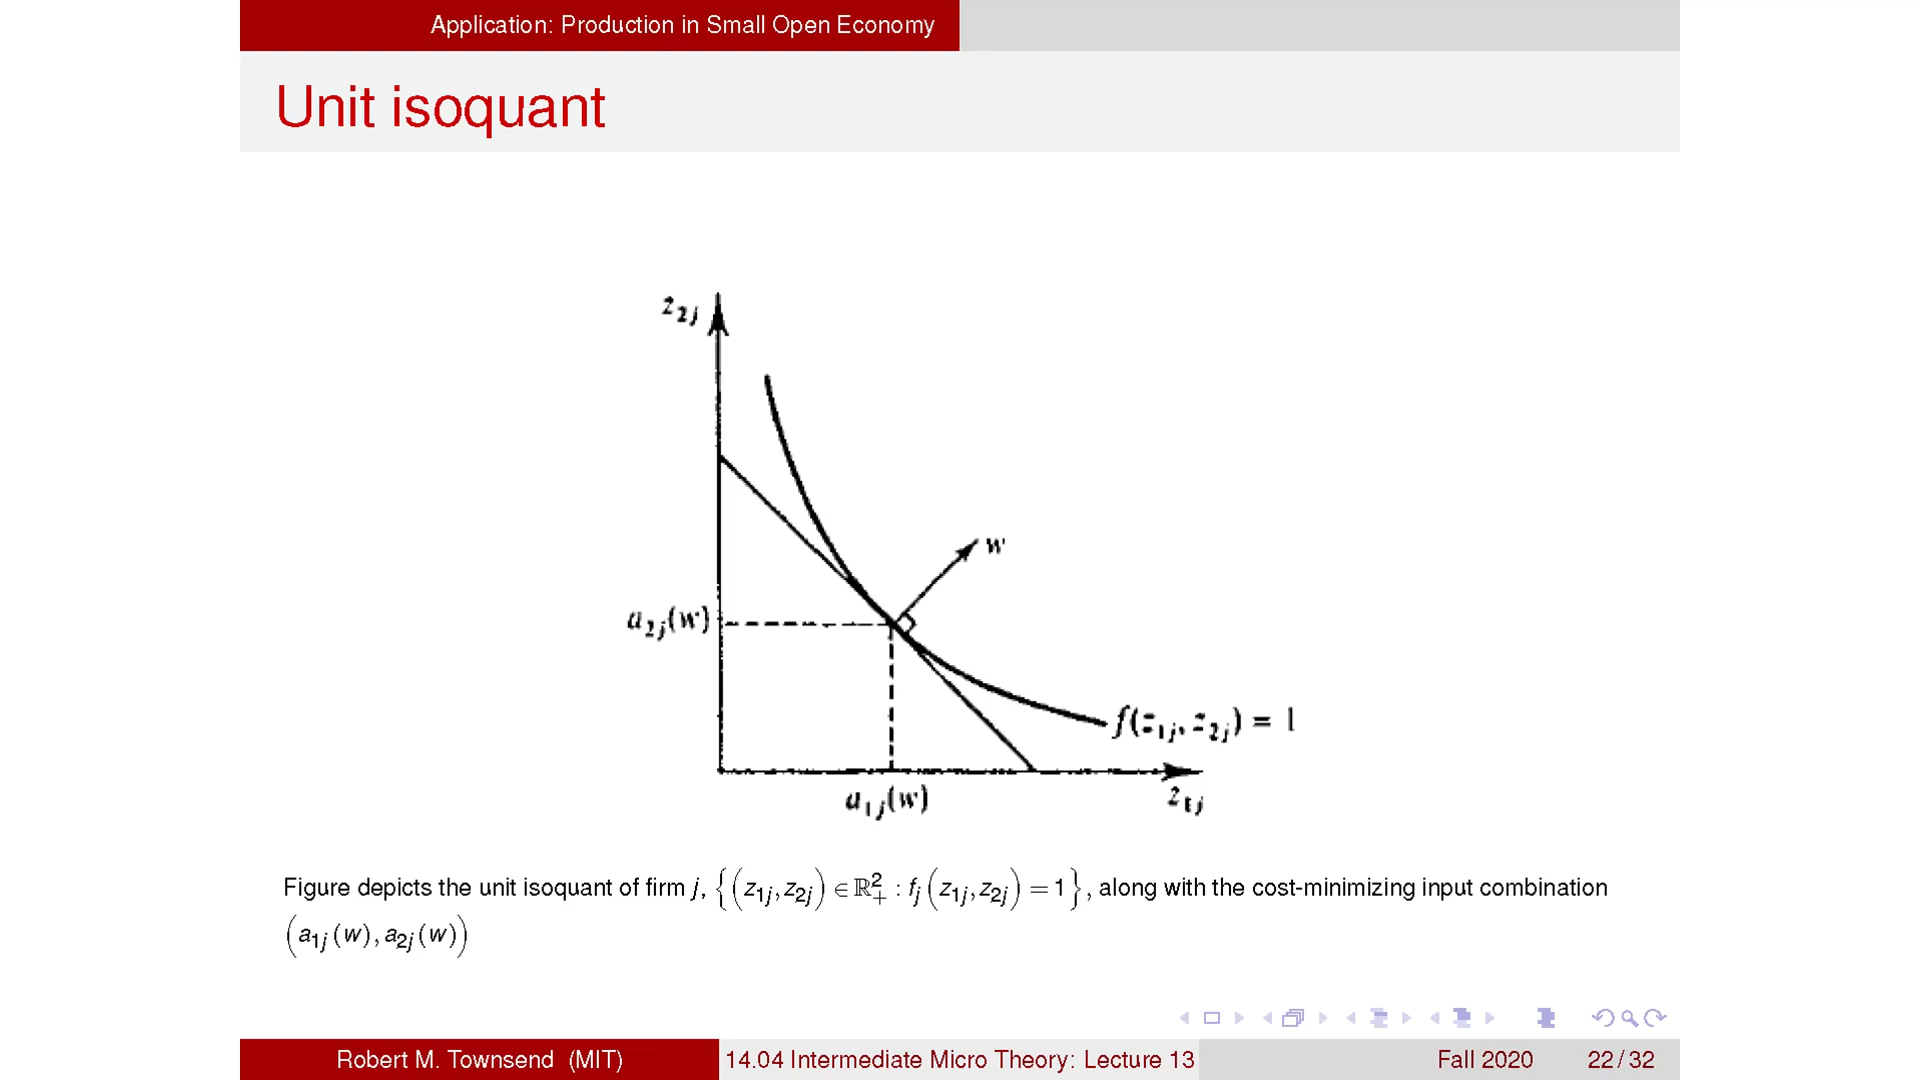 Application: Production in Small Open Economy
Unit isoquant
z2j
w
a2j(w)
f(z1j, z2j) = 1
a1j(w)
z1j
Figure depicts the unit isoquant of firm j, {(z1j, z2j) ∈ ℝ²₊ : fj(z1j, z2j) = 1}, along with the cost-minimizing input combination
(a1j(w), a2j(w))
Robert M. Townsend (MIT)
14.04 Intermediate Micro Theory: Lecture 13
Fall 2020
22 / 32